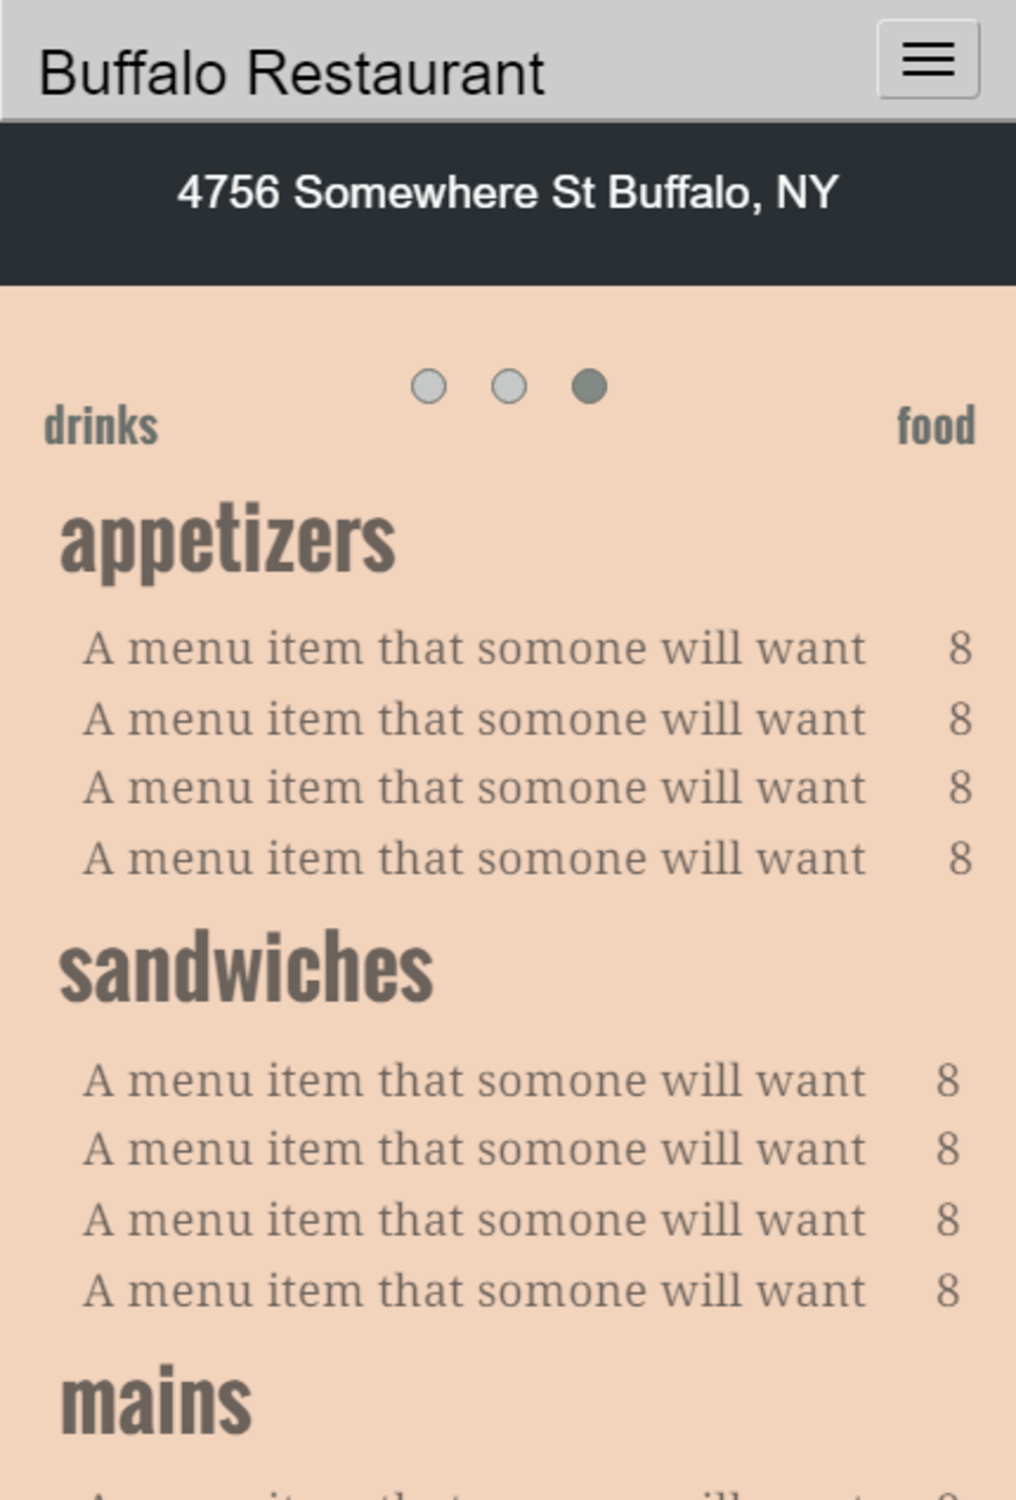 Buffalo Restaurant
4756 Somewhere St Buffalo, NY
drinks food
appetizers
A menu item that somone will want 8
A menu item that somone will want 8
A menu item that somone will want 8
A menu item that somone will want 8
sandwiches
A menu item that somone will want 8
A menu item that somone will want 8
A menu item that somone will want 8
A menu item that somone will want 8
mains